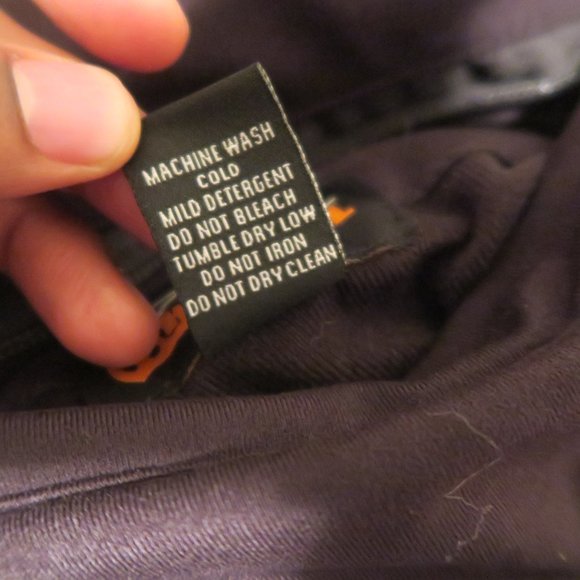 MACHINE WASH
COLD
MILD DETERGENT
DO NOT BLEACH
TUMBLE DRY LOW
DO NOT IRON
DO NOT DRY CLEAN